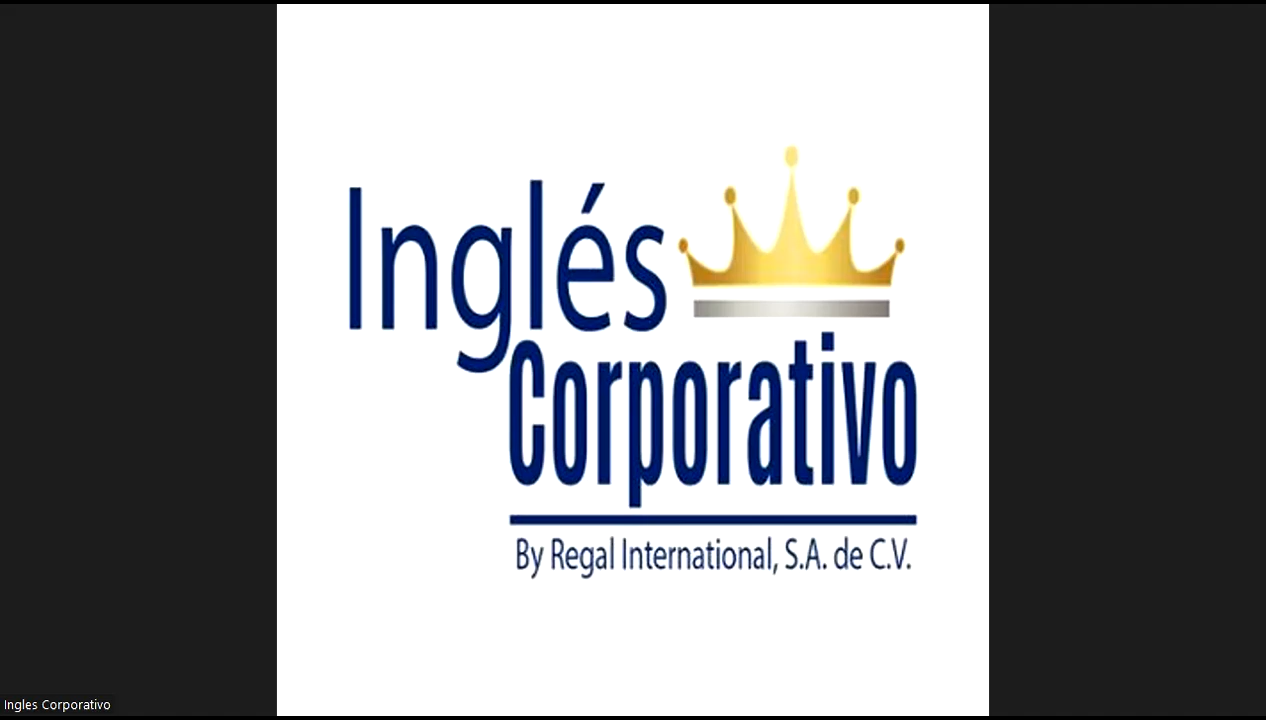 Inglés
Corporativo
By Regal International, S.A. de C.V.
Ingles Corporativo